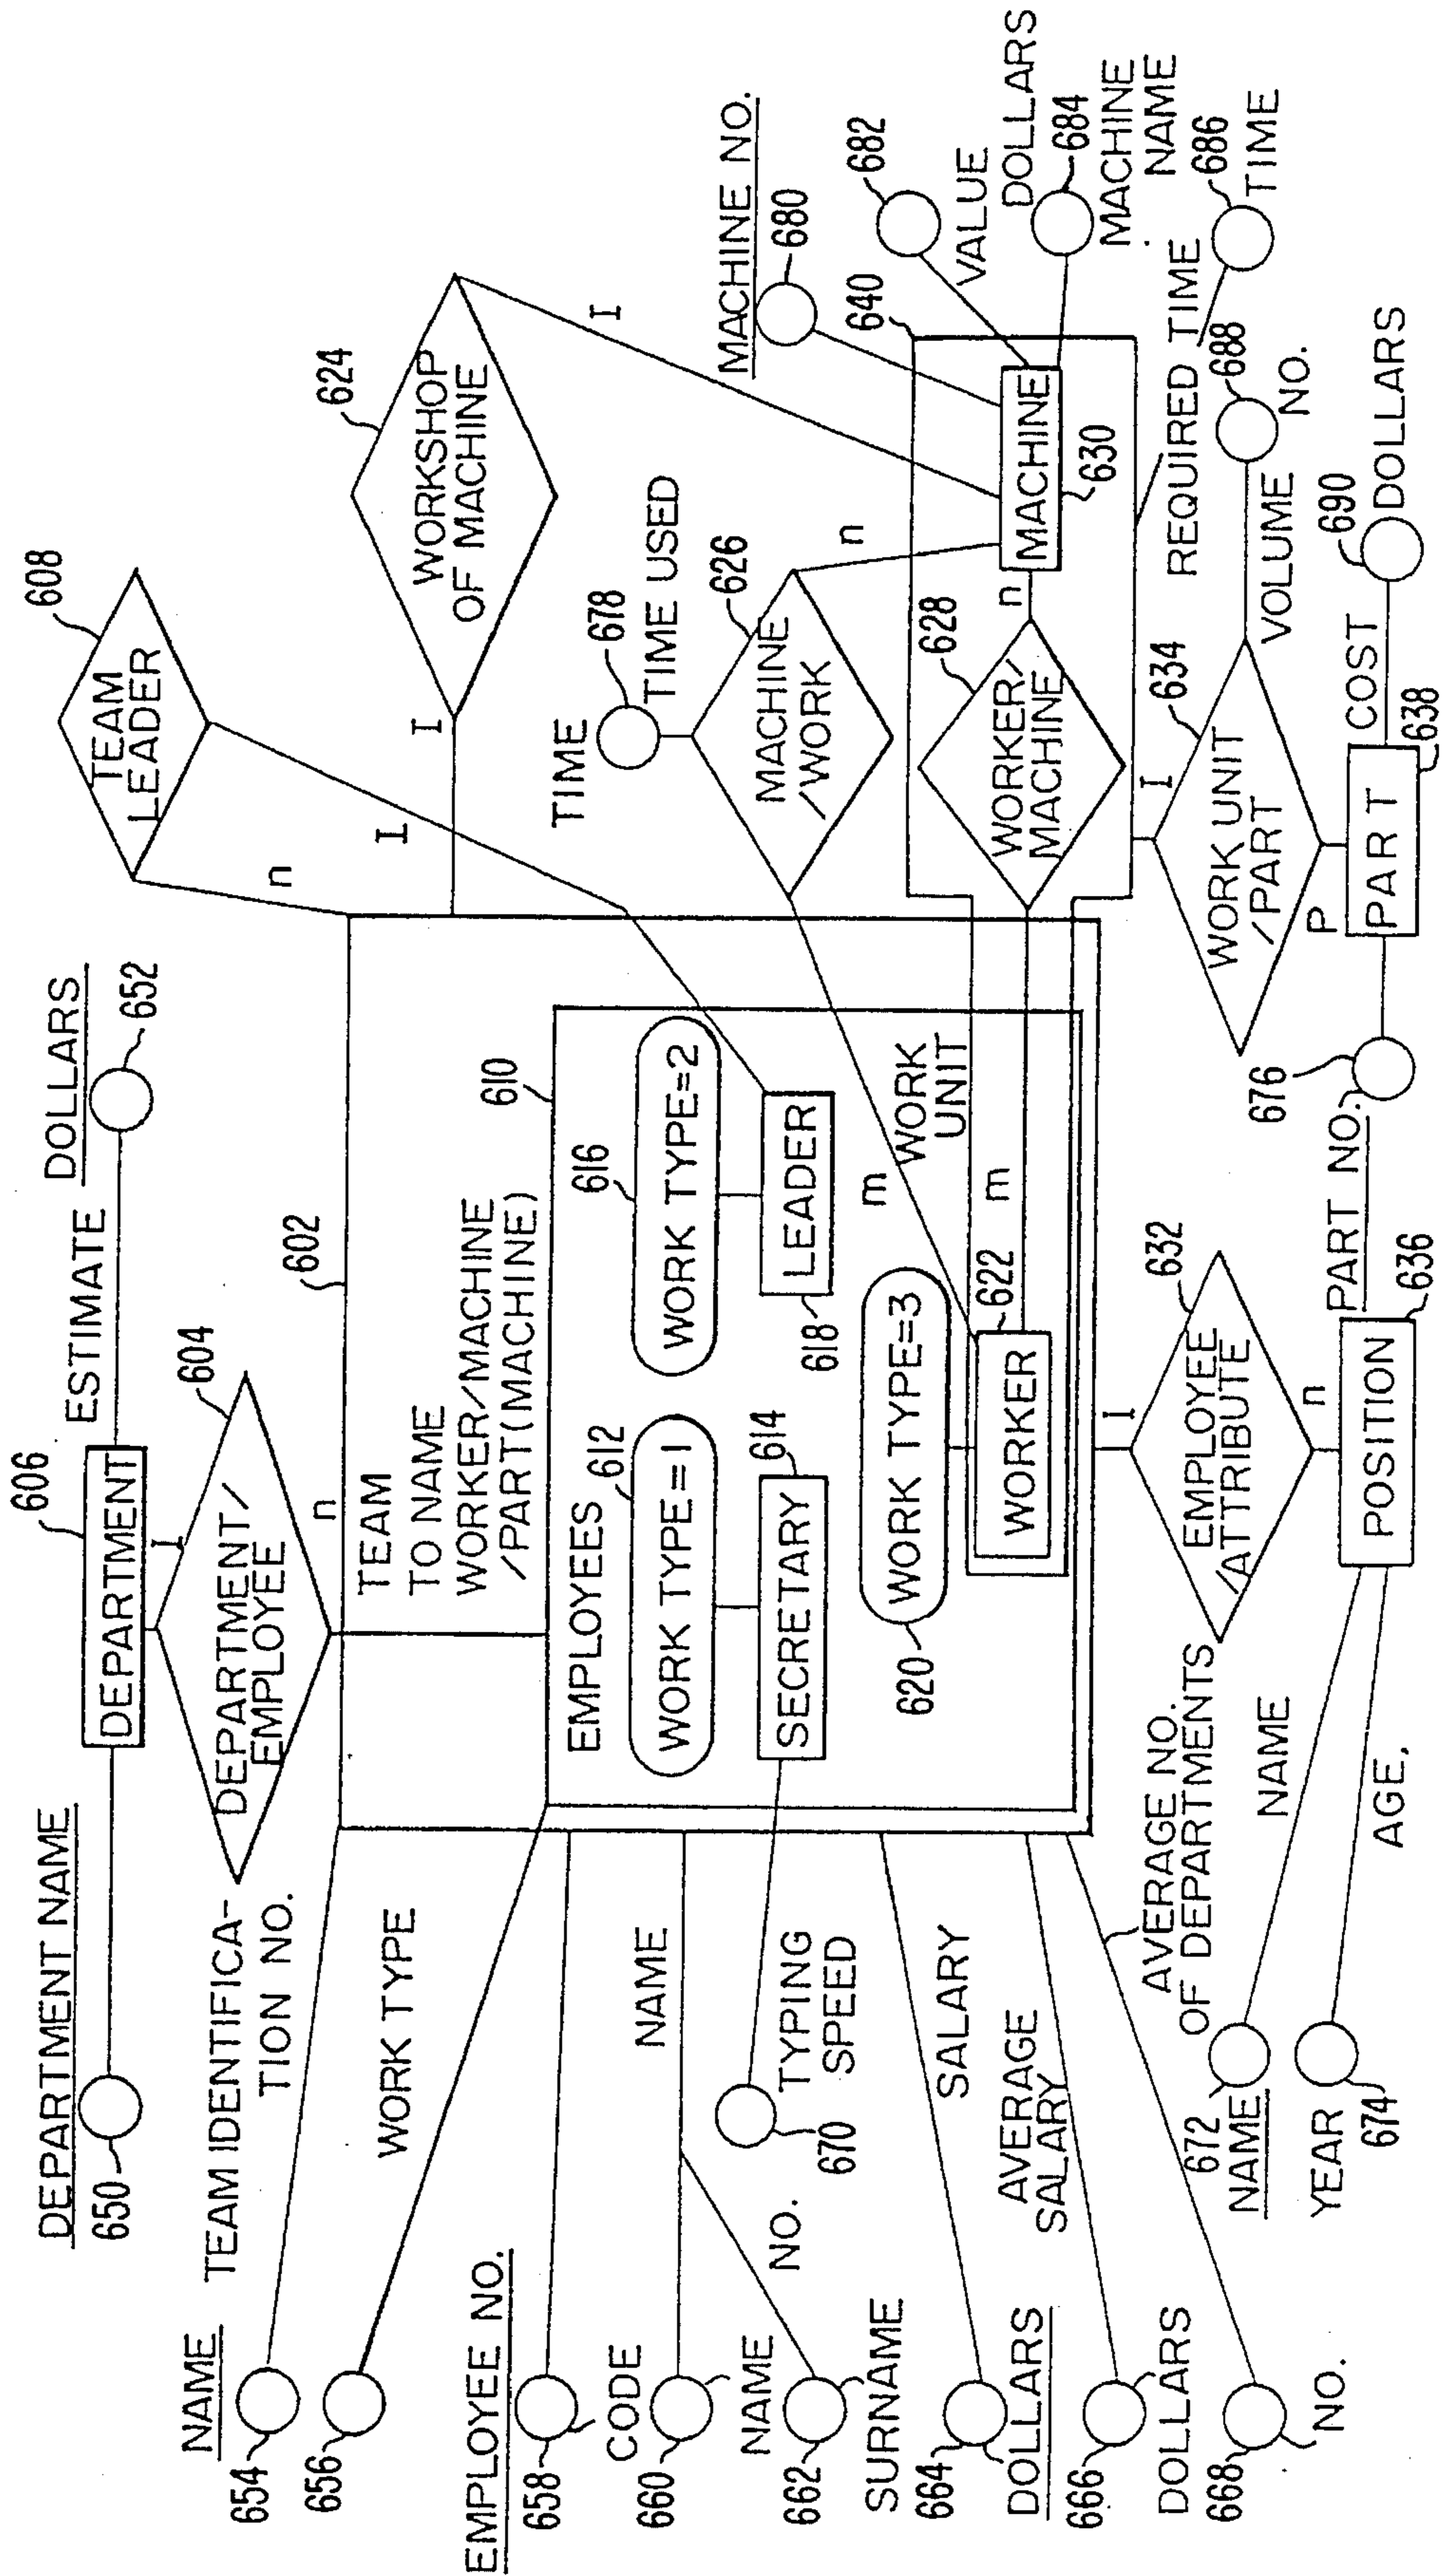 DEPARTMENT NAME
650
606
DEPARTMENT
ESTIMATE
DOLLARS
652
I
604
DEPARTMENT/
EMPLOYEE
n
608
TEAM
LEADER
n
I
624
WORKSHOP
OF MACHINE
I
I
602
TEAM
TO NAME
WORKER/MACHINE
/PART(MACHINE)
610
EMPLOYEES
612
WORK TYPE=1
614
SECRETARY
616
WORK TYPE=2
LEADER
618
WORK TYPE=3
620
622
WORKER
m
WORK
UNIT
m
TIME
678
TIME USED
626
MACHINE
/WORK
n
628
WORKER/
MACHINE
n
MACHINE
630
640
MACHINE NO.
680
682
VALUE
DOLLARS
684
MACHINE
NAME
REQUIRED TIME
686
TIME
I
634
WORK UNIT
/PART
VOLUME
688
NO.
P
PART
638
COST
690
DOLLARS
676
PART NO.
I
632
EMPLOYEE
/ATTRIBUTE
n
POSITION
636
NAME
654
TEAM IDENTIFICA-
TION NO.
656
WORK TYPE
EMPLOYEE NO.
658
CODE
660
NAME
NAME
662
SURNAME
NO.
TYPING
SPEED
670
SALARY
664
DOLLARS
AVERAGE
SALARY
666
DOLLARS
668
NO.
AVERAGE NO.
OF DEPARTMENTS
672
NAME
NAME
YEAR
674
AGE,